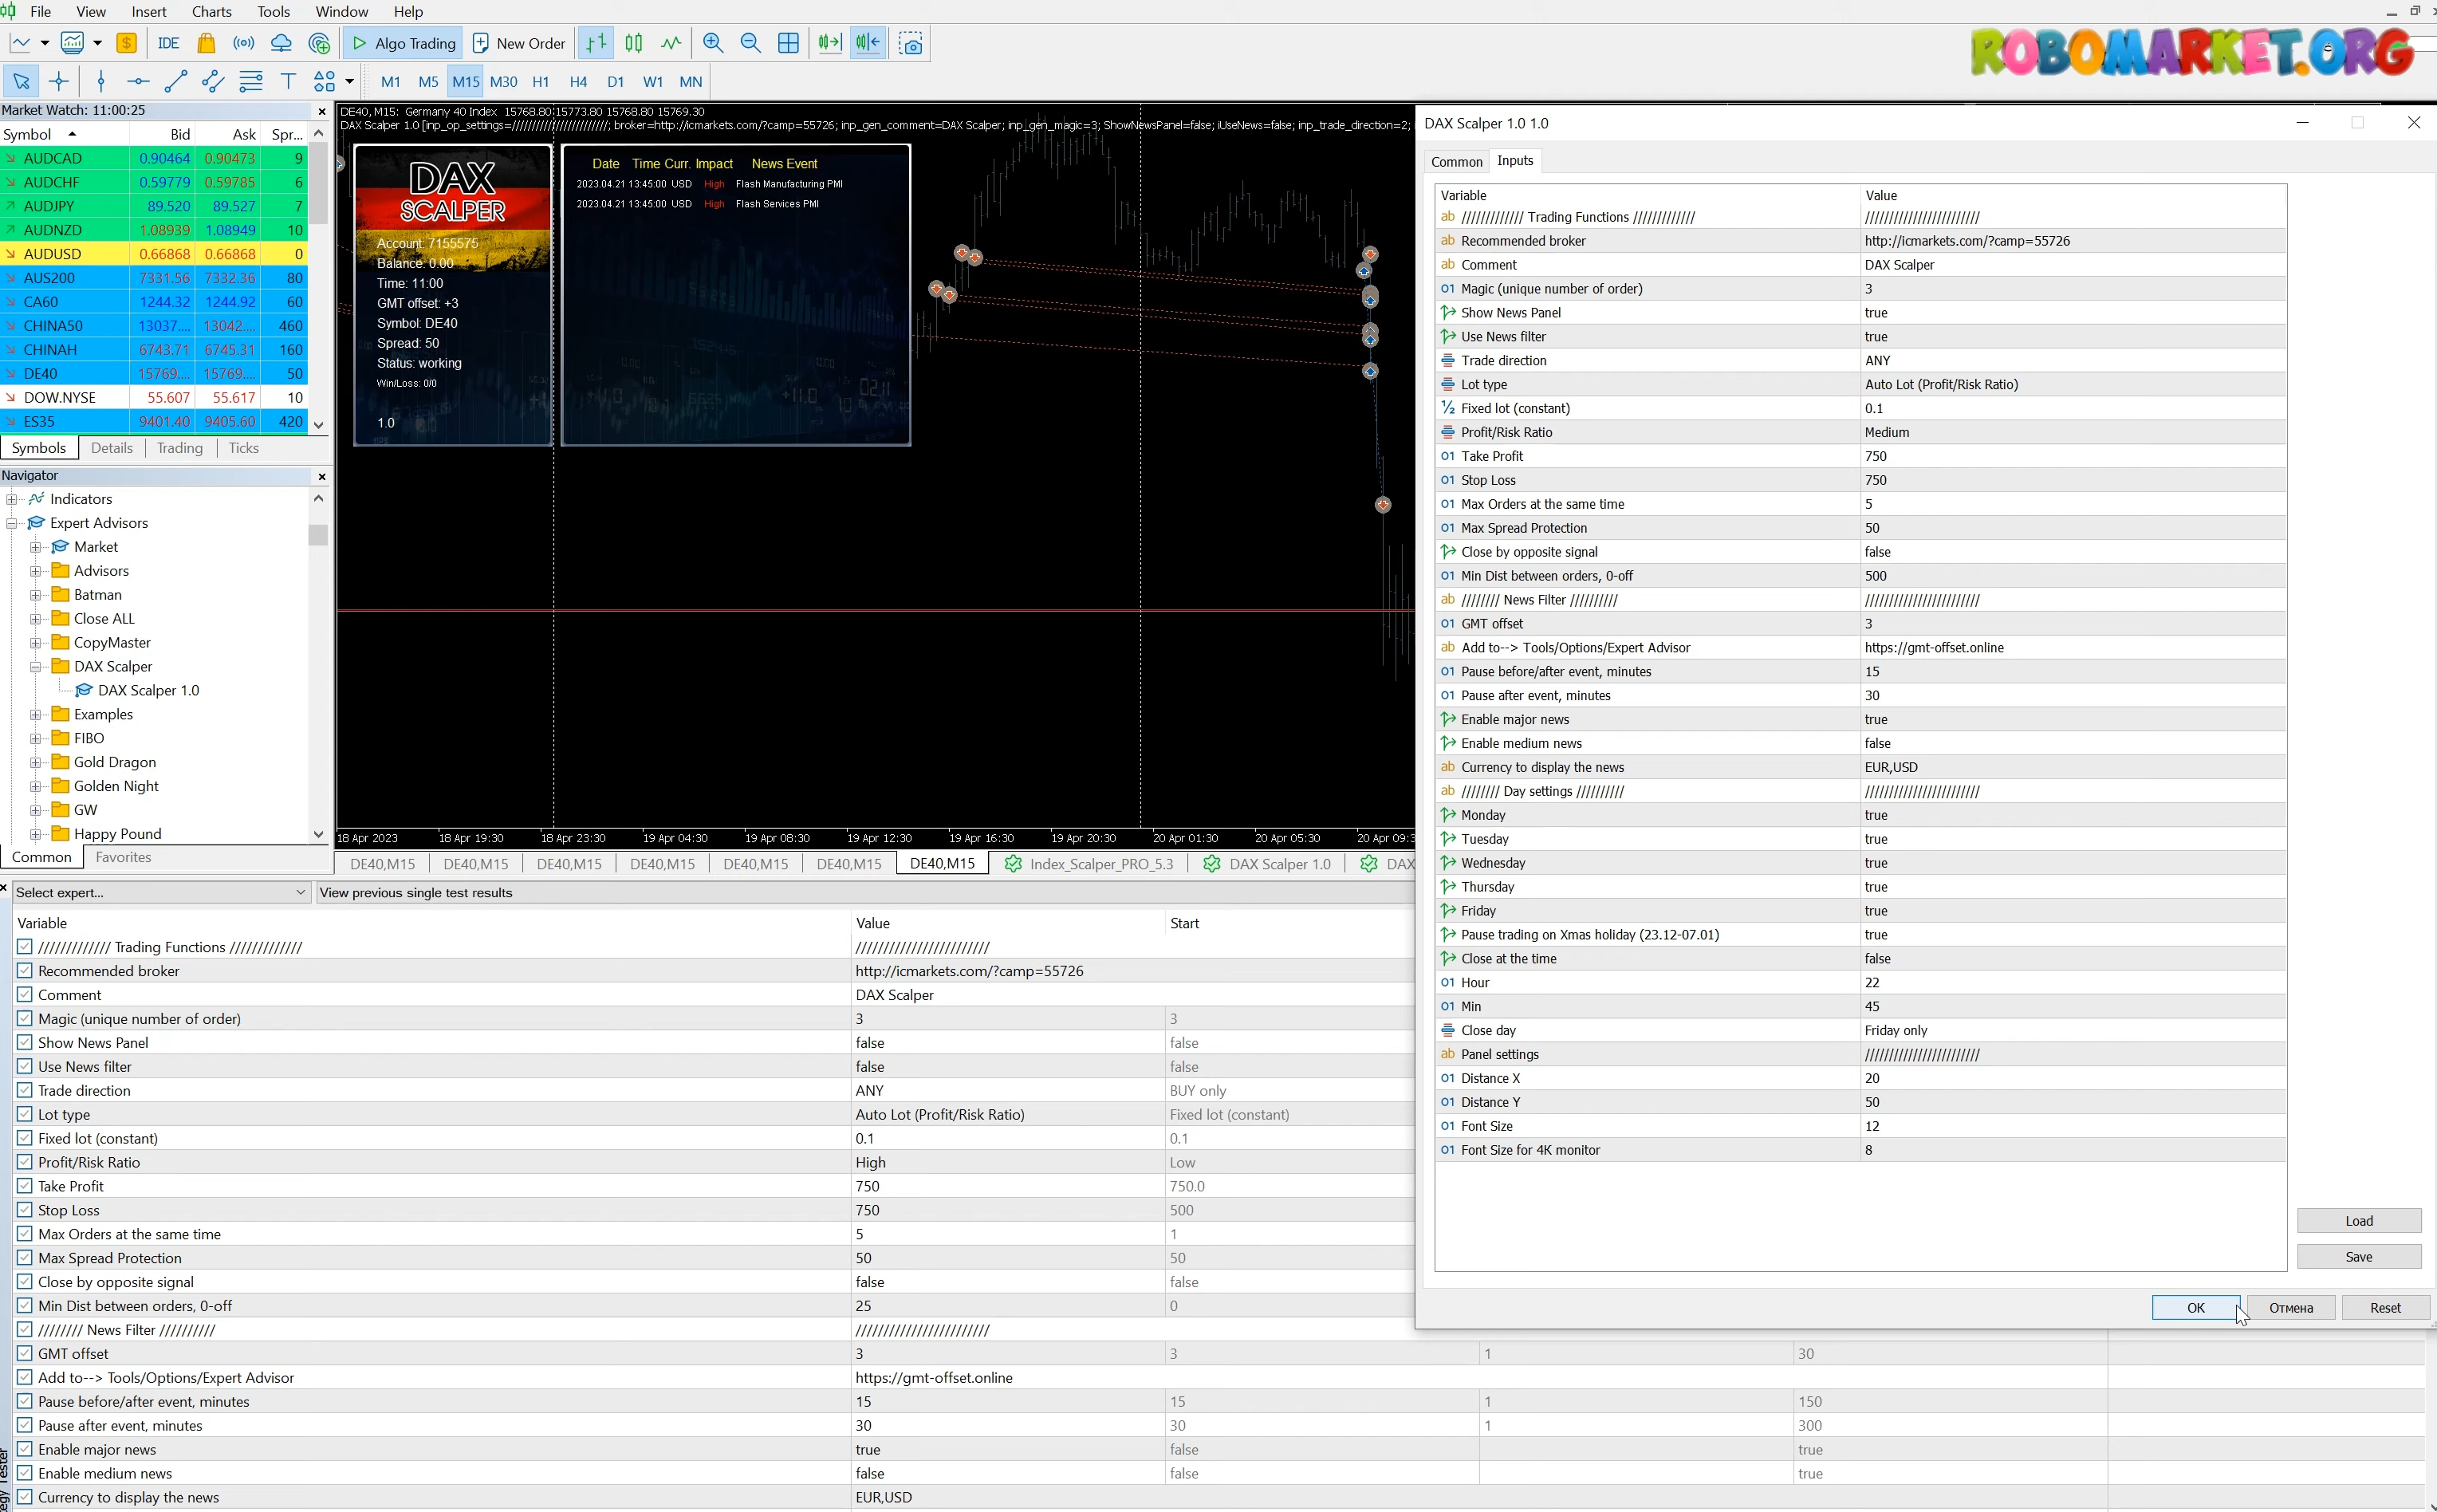 File View Insert Charts Tools Window Help
IDE Algo Trading New Order
ROBOMARKET.ORG
M1 M5 M15 M30 H1 H4 D1 W1 MN
Market Watch: 11:00:25
Symbol Bid Ask Spr...
AUDCAD 0.90464 0.90473 9
AUDCHF 0.59779 0.59785 6
AUDJPY 89.520 89.527 7
AUDNZD 1.08939 1.08949 10
AUDUSD 0.66868 0.66868 0
AUS200 7331.56 7332.36 80
CA60 1244.32 1244.92 60
CHINA50 13037.... 13042.... 460
CHINAH 6743.71 6745.31 160
DE40 15769.... 15769.... 50
DOW.NYSE 55.607 55.617 10
ES35 9401.40 9405.60 420
Symbols Details Trading Ticks
Navigator
Indicators
Expert Advisors
Market
Advisors
Batman
Close ALL
CopyMaster
DAX Scalper
DAX Scalper 1.0
Examples
FIBO
Gold Dragon
Golden Night
GW
Happy Pound
Common Favorites
DE40, M15: Germany 40 Index 15768.80 15773.80 15768.80 15769.30
DAX Scalper 1.0 [inp_op_settings=////////////////////////; broker=http://icmarkets.com/?camp=55726; inp_gen_comment=DAX Scalper; inp_gen_magic=3; ShowNewsPanel=false; iUseNews=false; inp_trade_direction=2;
DAX
SCALPER
Account: 7155575
Balance: 0.00
Time: 11:00
GMT offset: +3
Symbol: DE40
Spread: 50
Status: working
Win/Loss: 0/0
1.0
Date Time Curr. Impact News Event
2023.04.21 13:45:00 USD High Flash Manufacturing PMI
2023.04.21 13:45:00 USD High Flash Services PMI
18 Apr 2023 18 Apr 19:30 18 Apr 23:30 19 Apr 04:30 19 Apr 08:30 19 Apr 12:30 19 Apr 16:30 19 Apr 20:30 20 Apr 01:30 20 Apr 05:30 20 Apr 09:3
DE40,M15 DE40,M15 DE40,M15 DE40,M15 DE40,M15 DE40,M15 DE40,M15 Index_Scalper_PRO_5.3 DAX Scalper 1.0 DAX
DAX Scalper 1.0 1.0
Common Inputs
Variable Value
///////////// Trading Functions ///////////// ////////////////////////
Recommended broker http://icmarkets.com/?camp=55726
Comment DAX Scalper
Magic (unique number of order) 3
Show News Panel true
Use News filter true
Trade direction ANY
Lot type Auto Lot (Profit/Risk Ratio)
Fixed lot (constant) 0.1
Profit/Risk Ratio Medium
Take Profit 750
Stop Loss 750
Max Orders at the same time 5
Max Spread Protection 50
Close by opposite signal false
Min Dist between orders, 0-off 500
//////// News Filter ////////// ////////////////////////
GMT offset 3
Add to--> Tools/Options/Expert Advisor https://gmt-offset.online
Pause before/after event, minutes 15
Pause after event, minutes 30
Enable major news true
Enable medium news false
Currency to display the news EUR,USD
//////// Day settings ////////// ////////////////////////
Monday true
Tuesday true
Wednesday true
Thursday true
Friday true
Pause trading on Xmas holiday (23.12-07.01) true
Close at the time false
Hour 22
Min 45
Close day Friday only
Panel settings ////////////////////////
Distance X 20
Distance Y 50
Font Size 12
Font Size for 4K monitor 8
Load
Save
OK Отмена Reset
Select expert... View previous single test results
Variable Value Start
///////////// Trading Functions ///////////// ////////////////////////
Recommended broker http://icmarkets.com/?camp=55726
Comment DAX Scalper
Magic (unique number of order) 3 3
Show News Panel false false
Use News filter false false
Trade direction ANY BUY only
Lot type Auto Lot (Profit/Risk Ratio) Fixed lot (constant)
Fixed lot (constant) 0.1 0.1
Profit/Risk Ratio High Low
Take Profit 750 750.0
Stop Loss 750 500
Max Orders at the same time 5 1
Max Spread Protection 50 50
Close by opposite signal false false
Min Dist between orders, 0-off 25 0
//////// News Filter ////////// ////////////////////////
GMT offset 3 3 1 30
Add to--> Tools/Options/Expert Advisor https://gmt-offset.online
Pause before/after event, minutes 15 15 1 150
Pause after event, minutes 30 30 1 300
Enable major news true false true
Enable medium news false false true
Currency to display the news EUR,USD